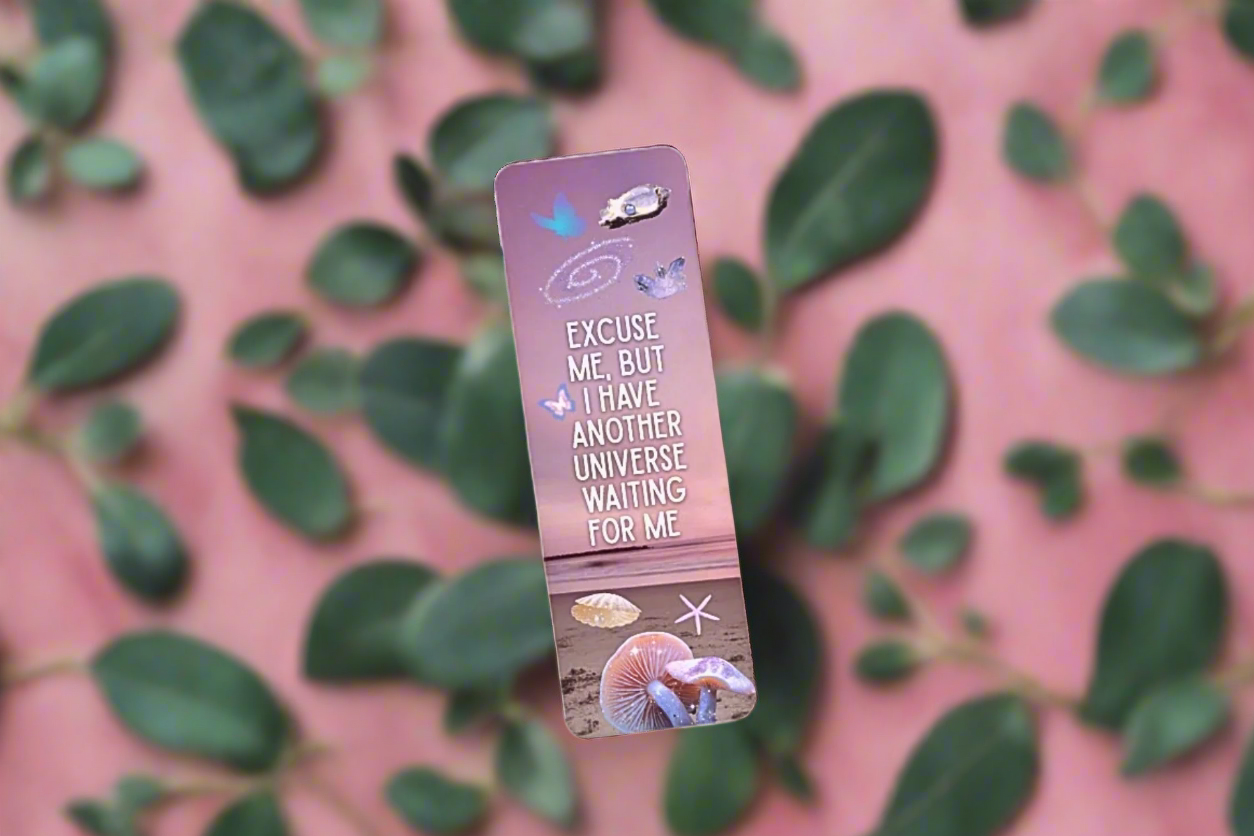 EXCUSE
ME, BUT
I HAVE
ANOTHER
UNIVERSE
WAITING
FOR ME